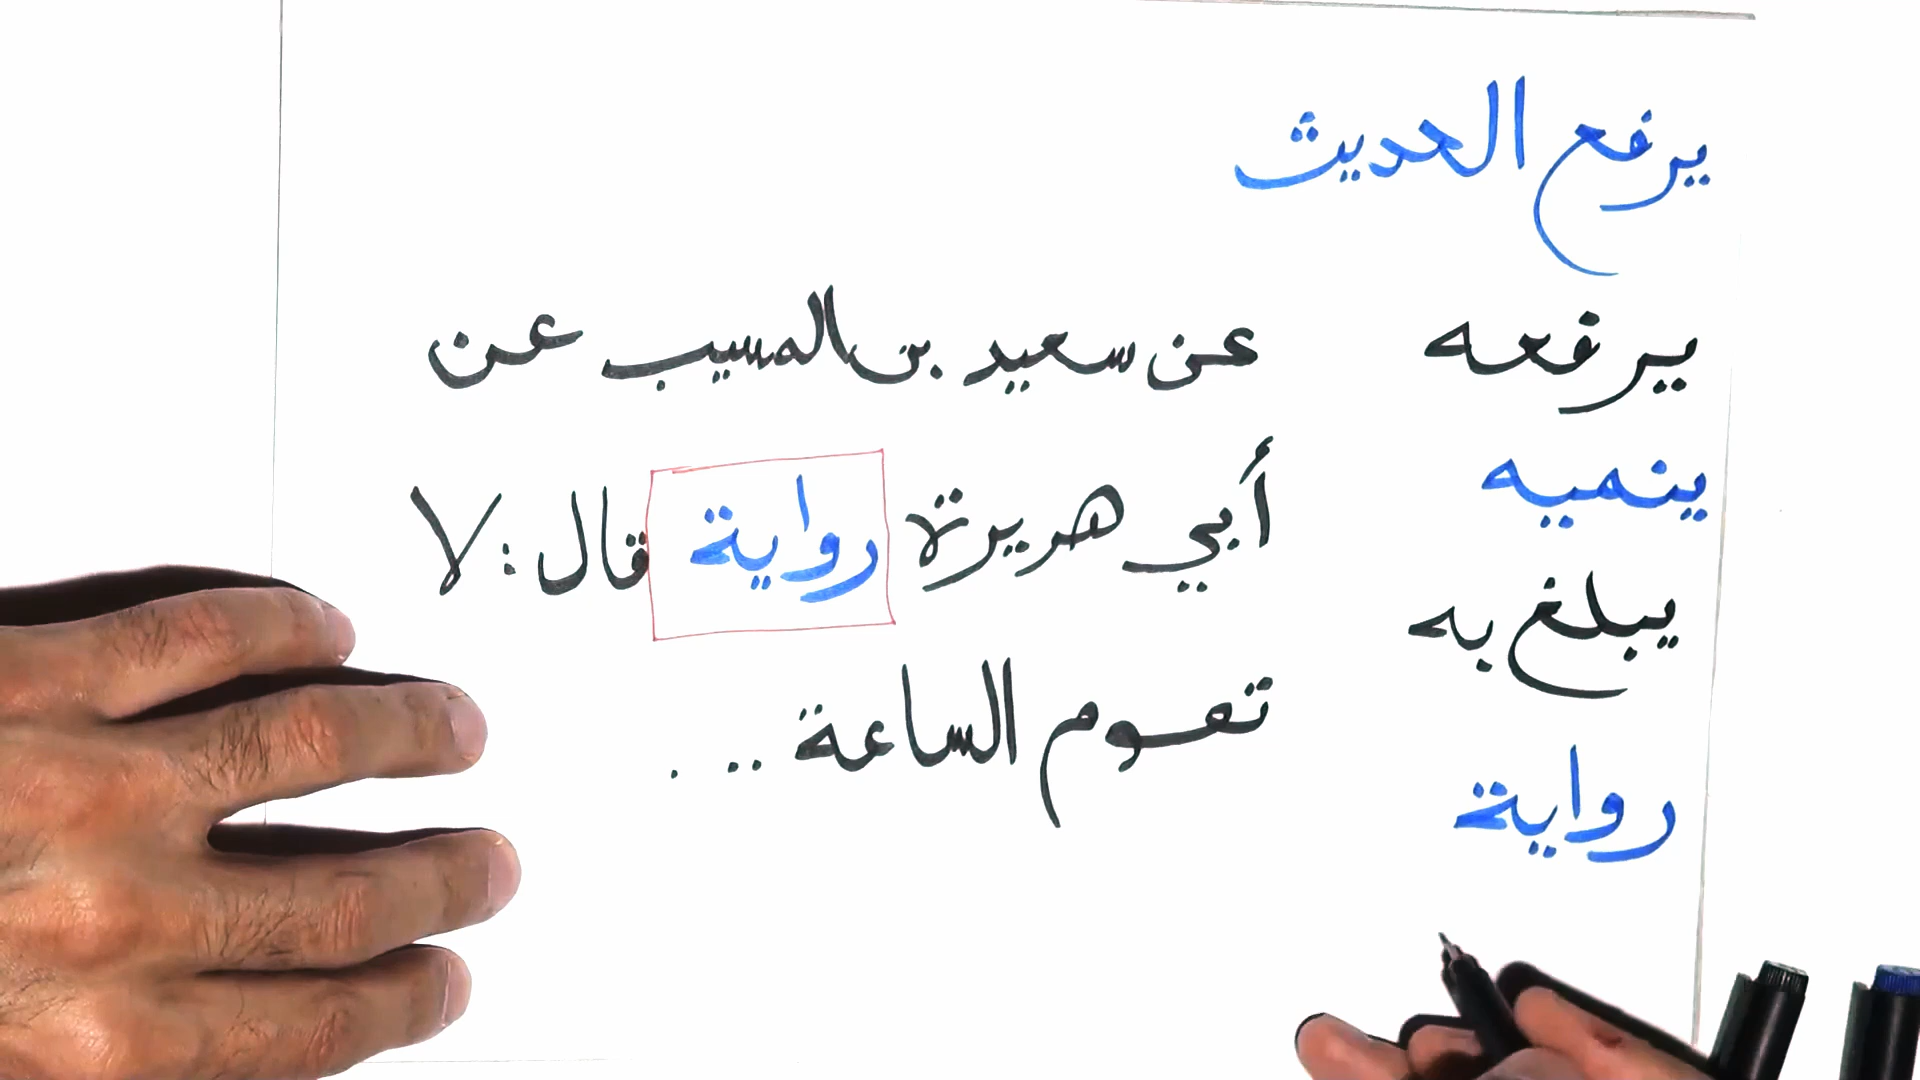 يرفع الحديث
يرفعه
ينميه
يبلغ به
رواية
عن سعيد بن المسيب عن
أبي هريرة رواية قال: لا
تقوم الساعة ...